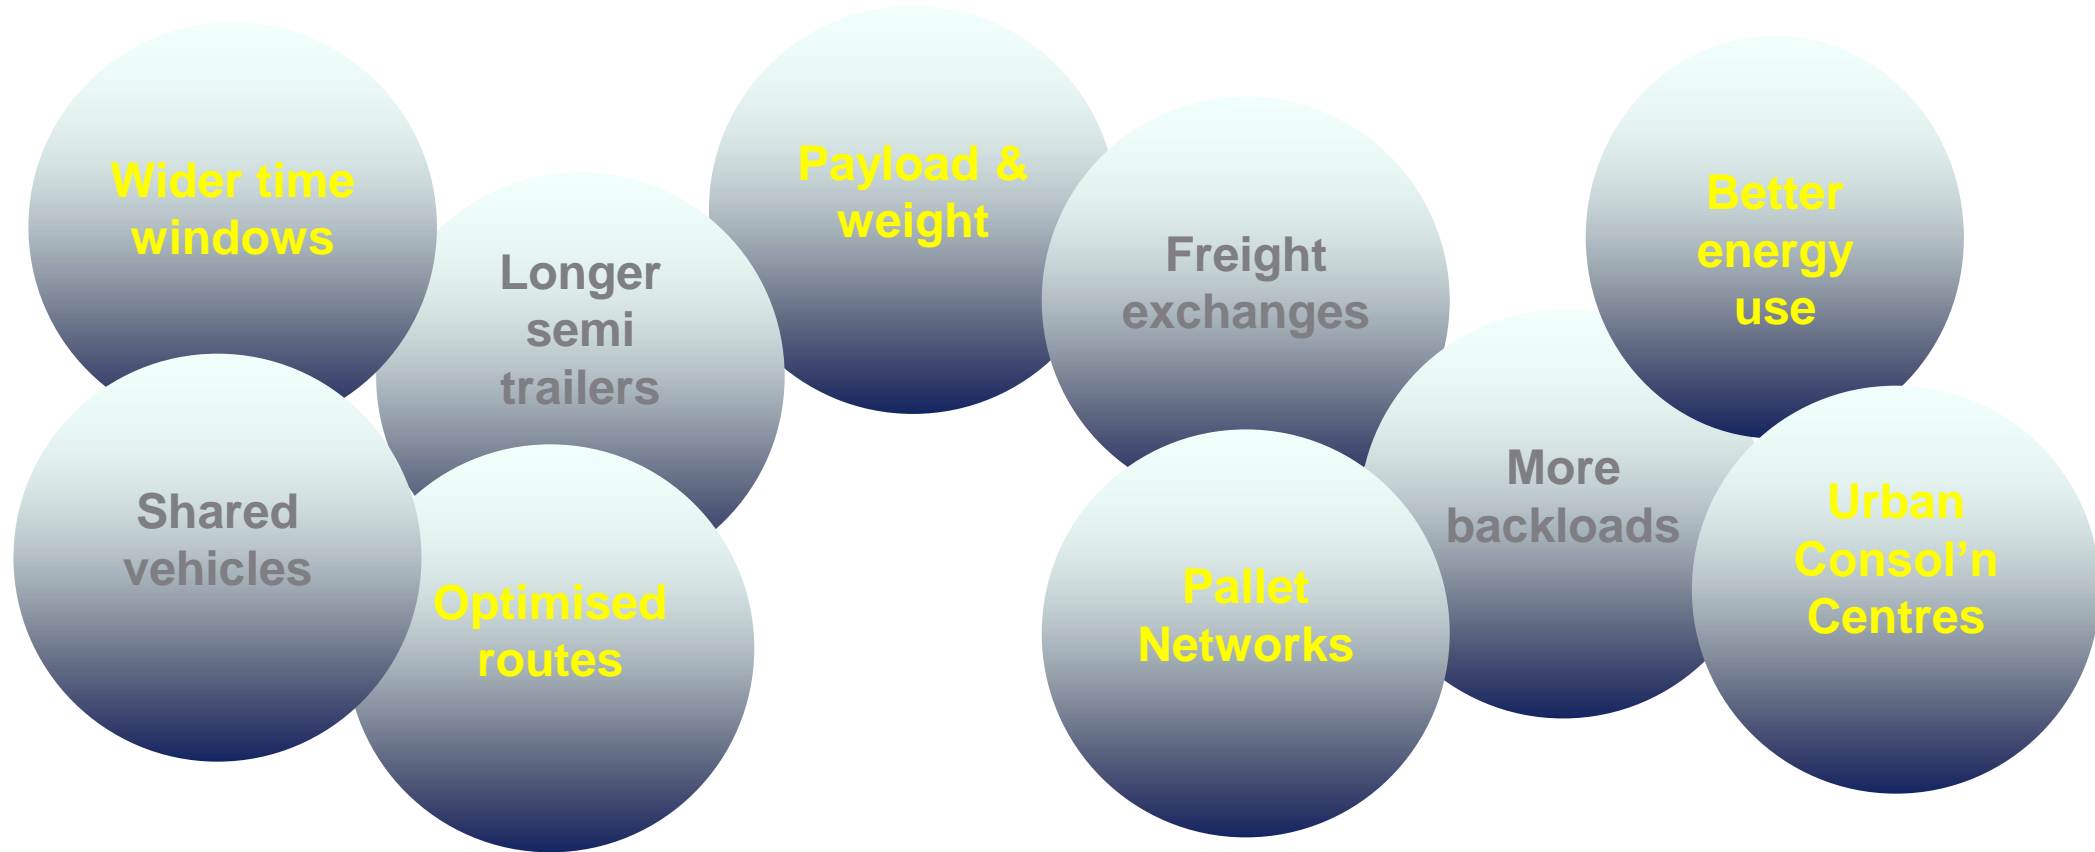 Wider time
windows
Longer
semi
trailers
Payload &
weight
Freight
exchanges
Better
energy
use
Shared
vehicles
Optimised
routes
Pallet
Networks
More
backloads
Urban
Consol’n
Centres